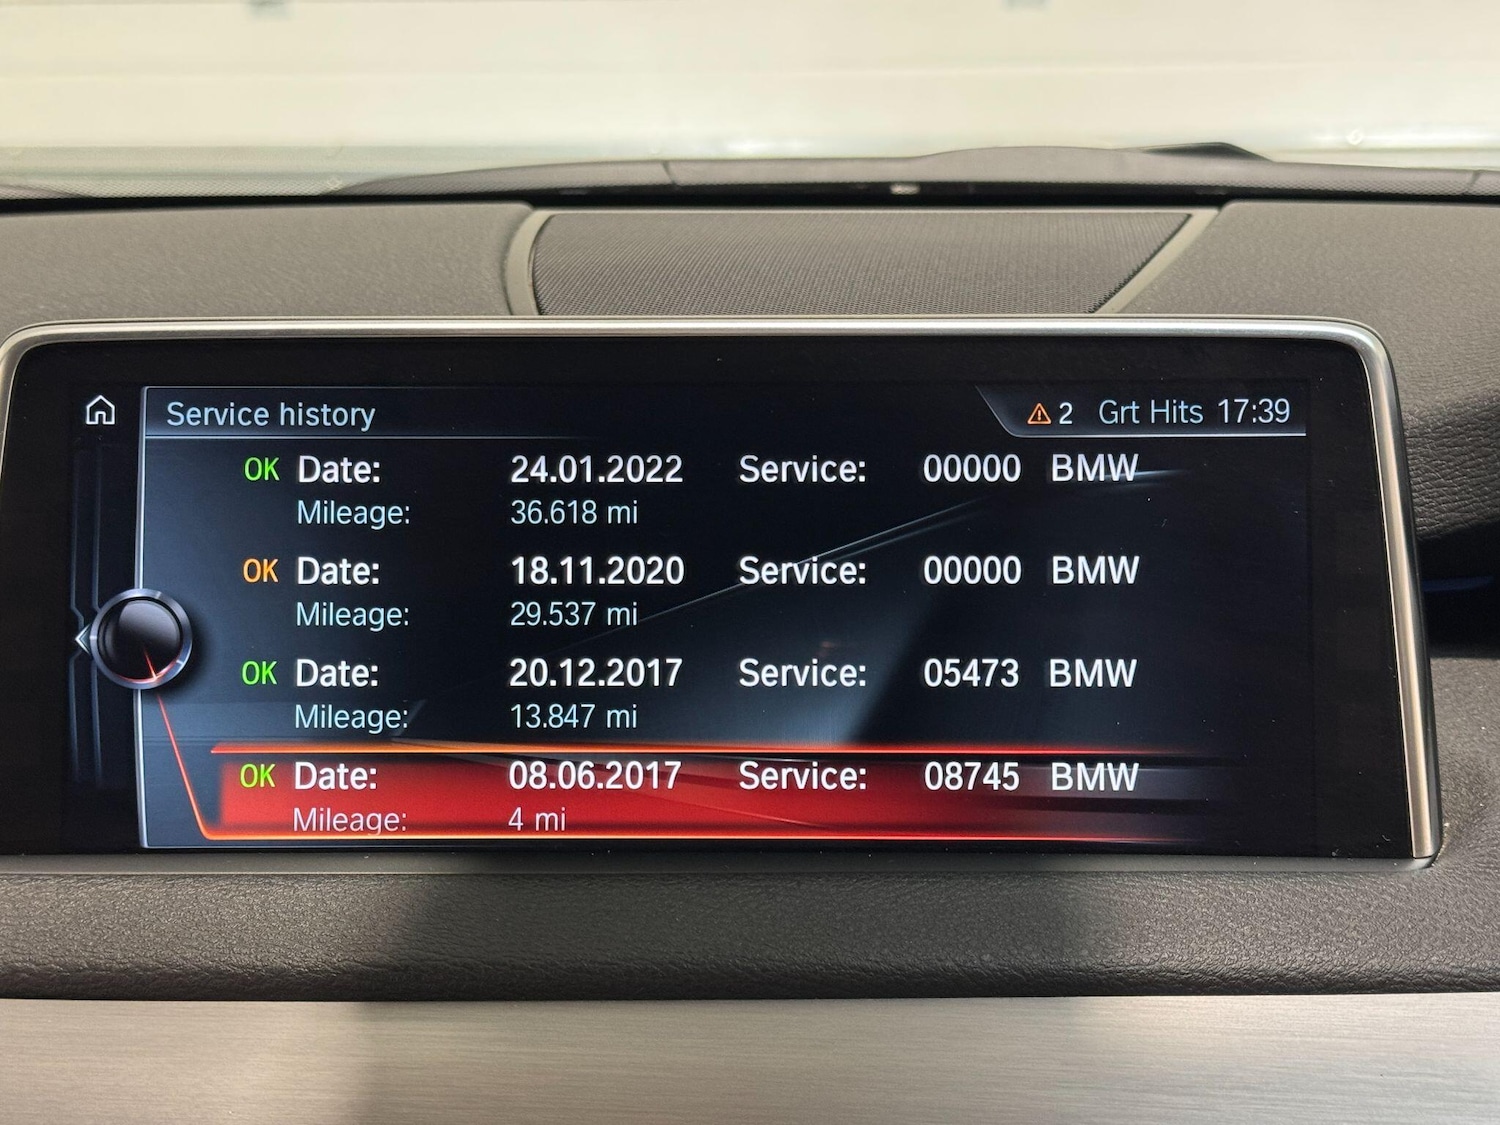 Service history 2 Grt Hits 17:39
OK Date: 24.01.2022 Service: 00000 BMW
Mileage: 36.618 mi
OK Date: 18.11.2020 Service: 00000 BMW
Mileage: 29.537 mi
OK Date: 20.12.2017 Service: 05473 BMW
Mileage: 13.847 mi
OK Date: 08.06.2017 Service: 08745 BMW
Mileage: 4 mi